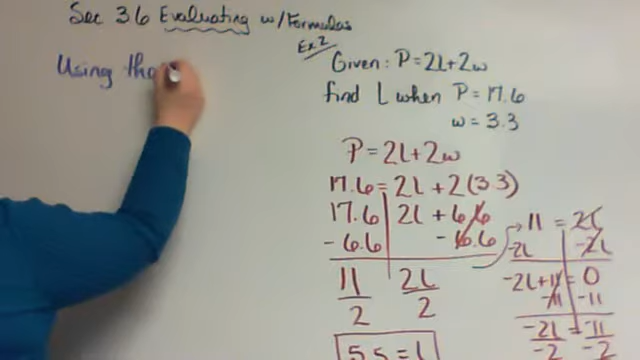 Sec 3.6 Evaluating w/Formulas
Using tho
Ex 2
Given: P = 2L + 2w
find L when P = 17.6
w = 3.3
P = 2L + 2w
17.6 = 2L + 2(3.3)
17.6 2L + 6.6
-6.6 -6.6
11 2L
2 2
5.5 = L
11 = 2L
-2L -2L
-2L + 11 = 0
-11 -11
-2L = -11
-2 -2